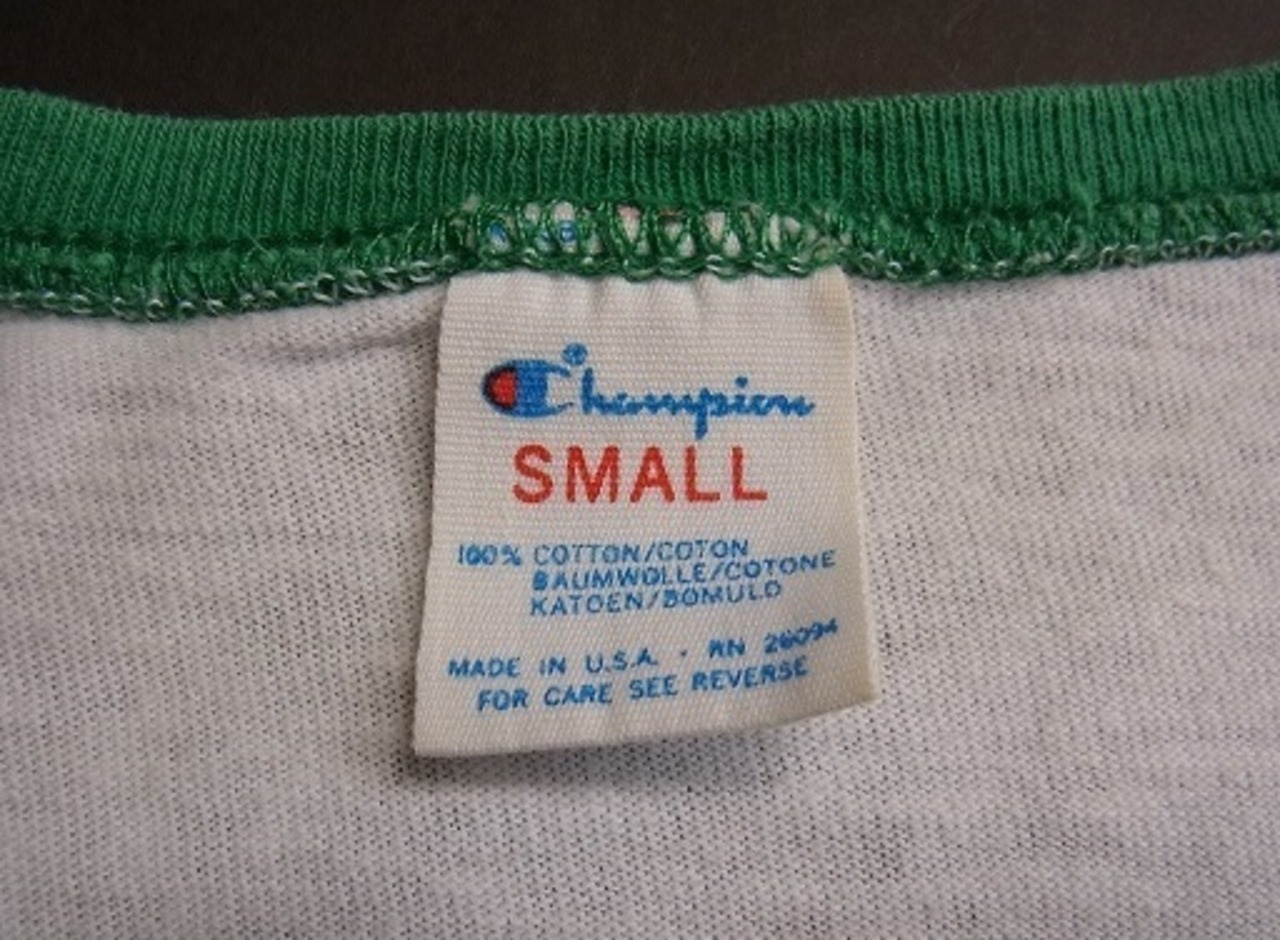 Champion
SMALL
100% COTTON/COTON
BAUMWOLLE/COTONE
KATOEN/BOMULD
MADE IN U.S.A. · RN 26094
FOR CARE SEE REVERSE